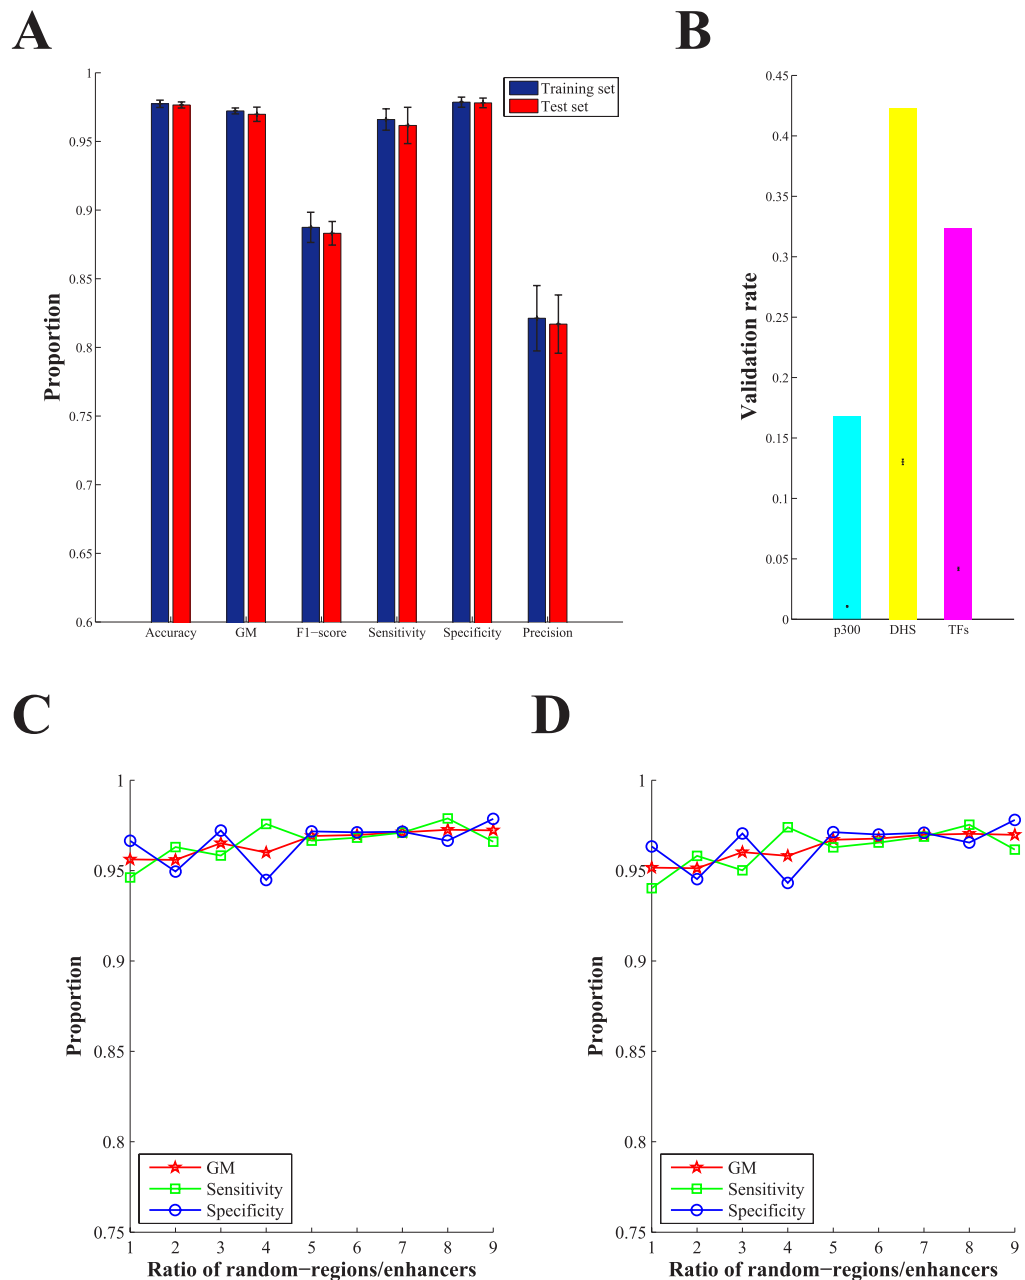 A
B
1
0.95
0.9
0.85
0.8
0.75
0.7
0.65
0.6
Proportion
Training set
Test set
Accuracy
GM
F1−score
Sensitivity
Specificity
Precision
0.45
0.4
0.35
0.3
0.25
0.2
0.15
0.1
0.05
0
Validation rate
p300
DHS
TFs
C
D
1
0.95
0.9
0.85
0.8
0.75
Proportion
GM
Sensitivity
Specificity
1 2 3 4 5 6 7 8 9
Ratio of random−regions/enhancers
1
0.95
0.9
0.85
0.8
0.75
Proportion
GM
Sensitivity
Specificity
1 2 3 4 5 6 7 8 9
Ratio of random−regions/enhancers